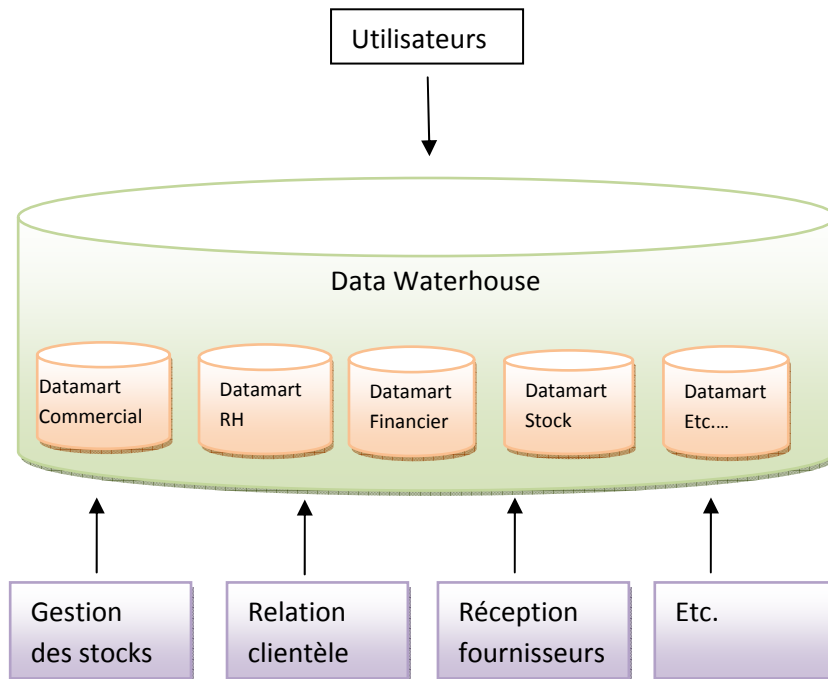 Utilisateurs
Data Waterhouse
Datamart
Commercial
Datamart
RH
Datamart
Financier
Datamart
Stock
Datamart
Etc.…
Gestion
des stocks
Relation
clientèle
Réception
fournisseurs
Etc.